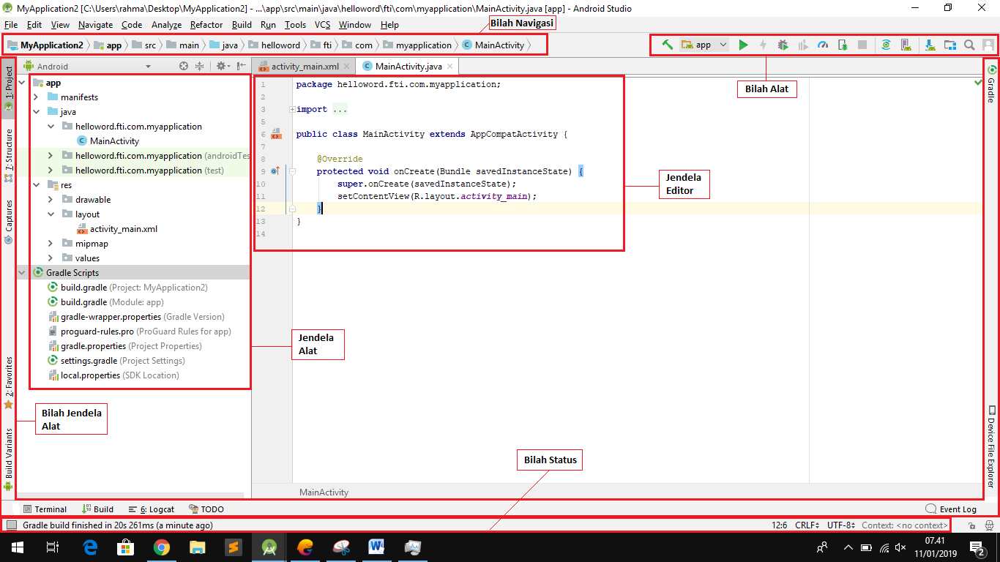 MyApplication2 [C:\Users\rahma\Desktop\MyApplication2] - ...\app\src\main\java\helloword\fti\com\myapplication\MainActivity.java [app] - Android Studio
File Edit View Navigate Code Analyze Refactor Build Run Tools VCS Window Help
Bilah Navigasi
MyApplication2 app src main java helloword fti com myapplication MainActivity
app
Bilah Alat
1: Project
7: Structure
Captures
2: Favorites
Build Variants
Android
app
manifests
java
helloword.fti.com.myapplication
MainActivity
helloword.fti.com.myapplication (androidTes
helloword.fti.com.myapplication (test)
res
drawable
layout
activity_main.xml
mipmap
values
Gradle Scripts
build.gradle (Project: MyApplication2)
build.gradle (Module: app)
gradle-wrapper.properties (Gradle Version)
proguard-rules.pro (ProGuard Rules for app)
gradle.properties (Project Properties)
settings.gradle (Project Settings)
local.properties (SDK Location)
Jendela
Alat
Bilah Jendela
Alat
activity_main.xml MainActivity.java
1 package helloword.fti.com.myapplication;
2
3 import ...
5
6 public class MainActivity extends AppCompatActivity {
7
8 @Override
9 protected void onCreate(Bundle savedInstanceState) {
10 super.onCreate(savedInstanceState);
11 setContentView(R.layout.activity_main);
12 }
13 }
14
Jendela
Editor
Gradle
Device File Explorer
Bilah Status
MainActivity
Terminal Build 6: Logcat TODO Event Log
Gradle build finished in 20s 261ms (a minute ago) 12:6 CRLF UTF-8 Context: <no context>
07.41
11/01/2019
2